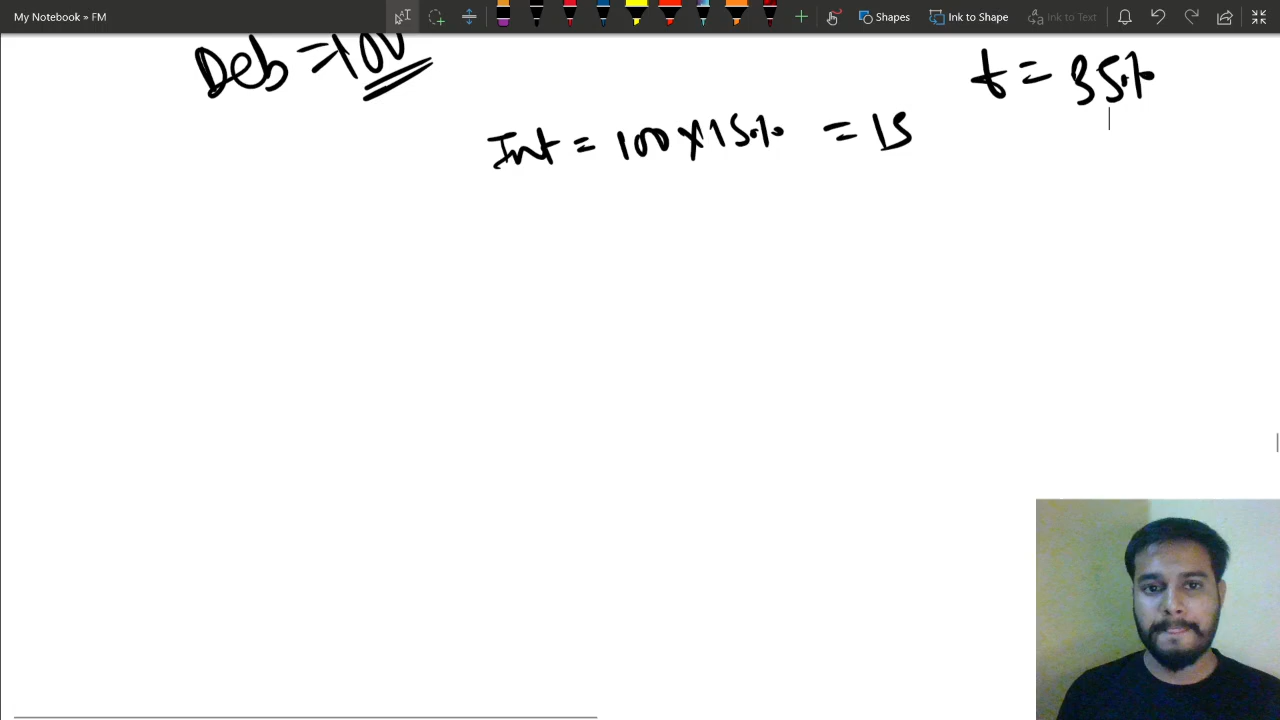 My Notebook » FM
Shapes
Ink to Shape
Ink to Text
Deb = 100
t = 35%
Int = 100 x 15% = 15